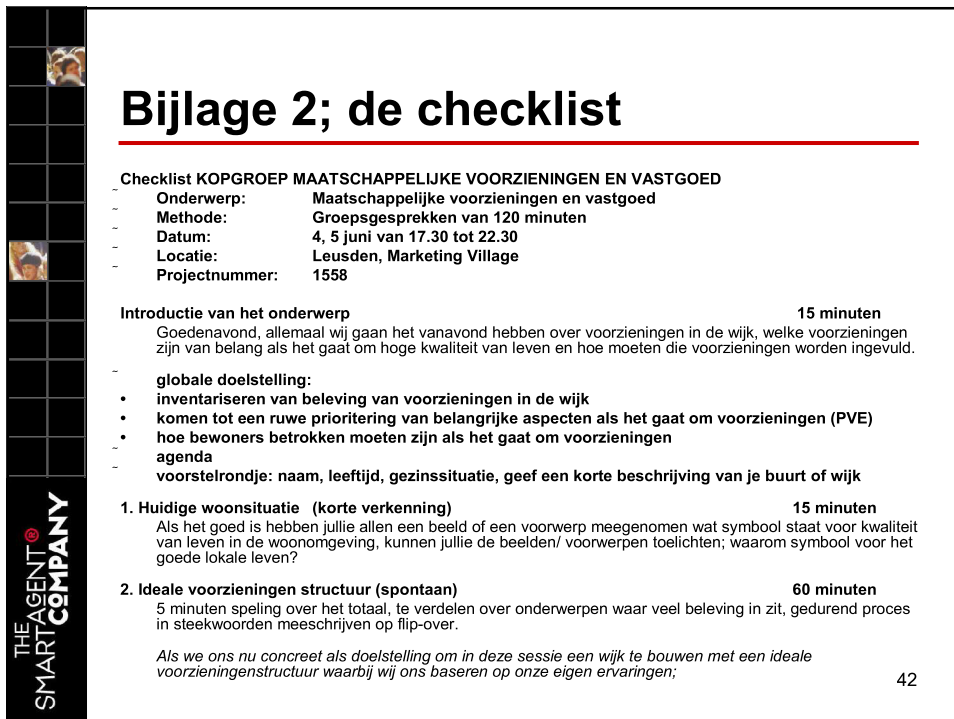 Bijlage 2; de checklist
Checklist KOPGROEP MAATSCHAPPELIJKE VOORZIENINGEN EN VASTGOED
~ Onderwerp: Maatschappelijke voorzieningen en vastgoed
~ Methode: Groepsgesprekken van 120 minuten
~ Datum: 4, 5 juni van 17.30 tot 22.30
~ Locatie: Leusden, Marketing Village
~ Projectnummer: 1558
Introductie van het onderwerp 15 minuten
Goedenavond, allemaal wij gaan het vanavond hebben over voorzieningen in de wijk, welke voorzieningen
zijn van belang als het gaat om hoge kwaliteit van leven en hoe moeten die voorzieningen worden ingevuld.
~ globale doelstelling:
• inventariseren van beleving van voorzieningen in de wijk
• komen tot een ruwe prioritering van belangrijke aspecten als het gaat om voorzieningen (PVE)
• hoe bewoners betrokken moeten zijn als het gaat om voorzieningen
~ agenda
~ voorstelrondje: naam, leeftijd, gezinssituatie, geef een korte beschrijving van je buurt of wijk
1. Huidige woonsituatie (korte verkenning) 15 minuten
Als het goed is hebben jullie allen een beeld of een voorwerp meegenomen wat symbool staat voor kwaliteit
van leven in de woonomgeving, kunnen jullie de beelden/ voorwerpen toelichten; waarom symbool voor het
goede lokale leven?
2. Ideale voorzieningen structuur (spontaan) 60 minuten
5 minuten speling over het totaal, te verdelen over onderwerpen waar veel beleving in zit, gedurend proces
in steekwoorden meeschrijven op flip-over.
Als we ons nu concreet als doelstelling om in deze sessie een wijk te bouwen met een ideale
voorzieningenstructuur waarbij wij ons baseren op onze eigen ervaringen;
42
THE
SMARTAGENT®
COMPANY